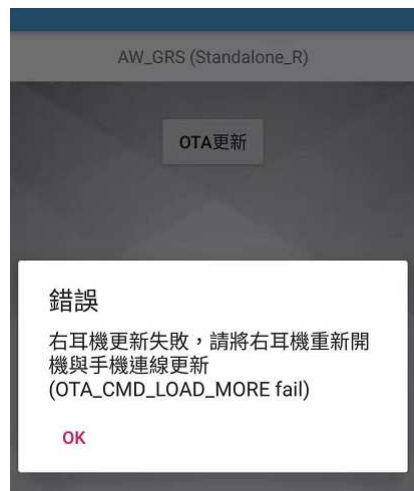 AW_GRS (Standalone_R)
OTA更新
錯誤
右耳機更新失敗，請將右耳機重新開
機與手機連線更新
(OTA_CMD_LOAD_MORE fail)
OK